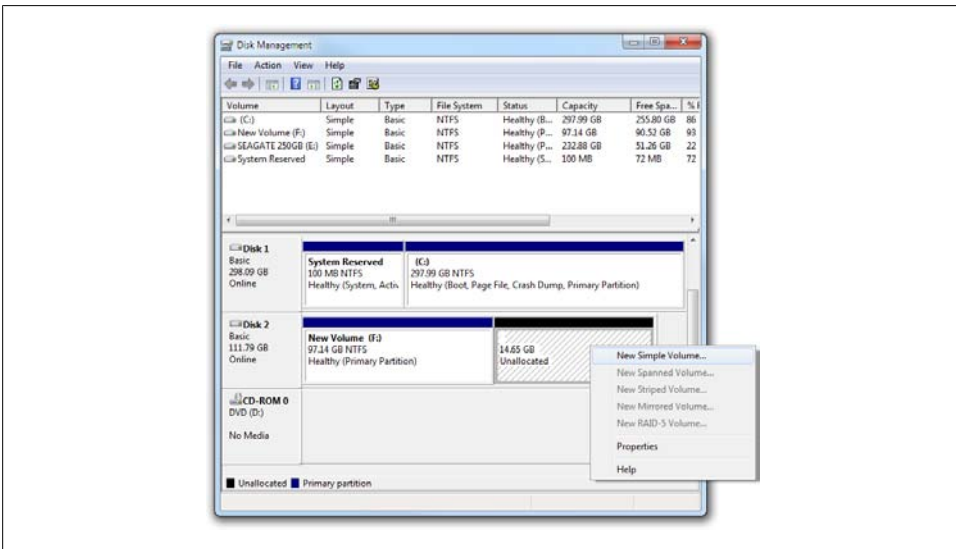 Disk Management
File Action View Help
Volume Layout Type File System Status Capacity Free Spa... %
(C:) Simple Basic NTFS Healthy (B... 297.99 GB 255.80 GB 86
New Volume (F:) Simple Basic NTFS Healthy (P... 97.14 GB 90.52 GB 93
SEAGATE 250GB (E:) Simple Basic NTFS Healthy (P... 232.88 GB 51.26 GB 22
System Reserved Simple Basic NTFS Healthy (S... 100 MB 72 MB 72
Disk 1
Basic
298.09 GB
Online
System Reserved
100 MB NTFS
Healthy (System, Activ
(C:)
297.99 GB NTFS
Healthy (Boot, Page File, Crash Dump, Primary Partition)
Disk 2
Basic
111.79 GB
Online
New Volume (F:)
97.14 GB NTFS
Healthy (Primary Partition)
14.65 GB
Unallocated
New Simple Volume...
New Spanned Volume...
New Striped Volume...
New Mirrored Volume...
New RAID-5 Volume...
Properties
Help
CD-ROM 0
DVD (D:)
No Media
Unallocated Primary partition